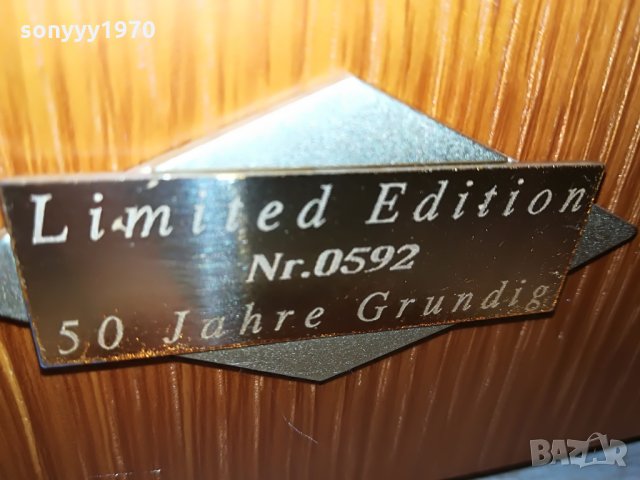 sonyyy1970
Limited Edition
Nr.0592
50 Jahre Grundig
BAZAR